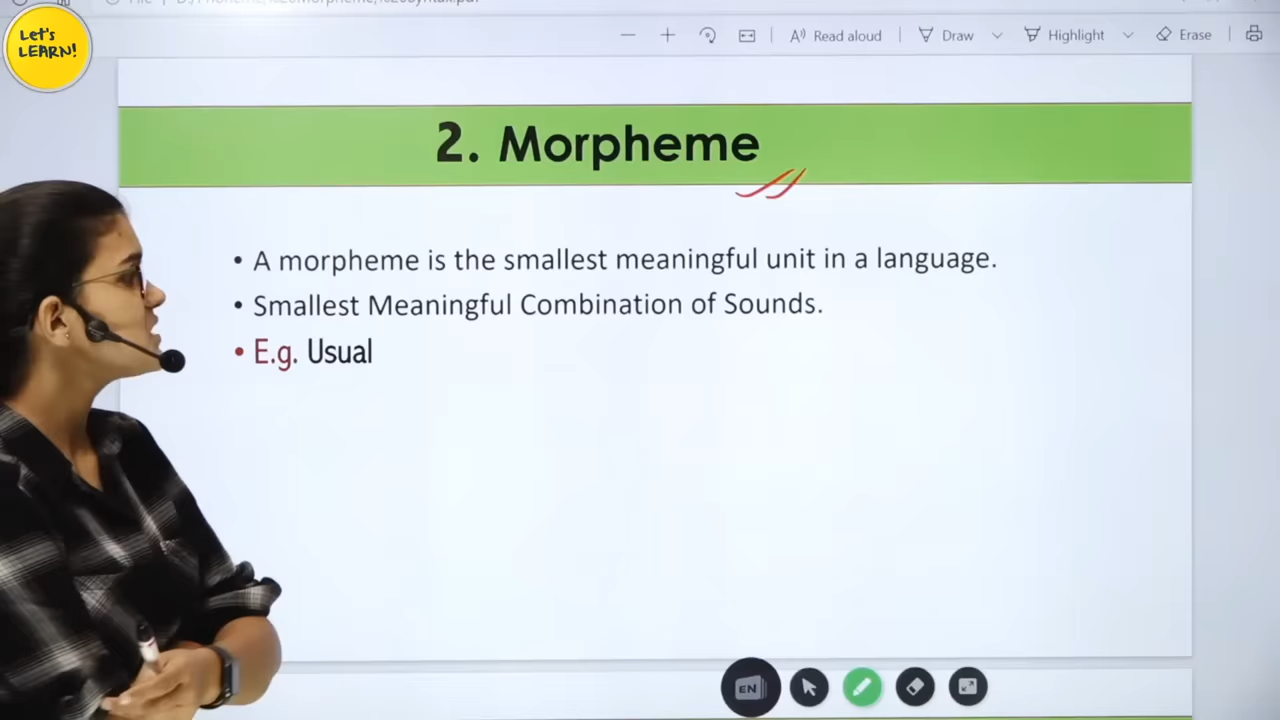 Let's
LEARN!
Read aloud
Draw
Highlight
Erase
2. Morpheme
• A morpheme is the smallest meaningful unit in a language.
• Smallest Meaningful Combination of Sounds.
• E.g. Usual
EN